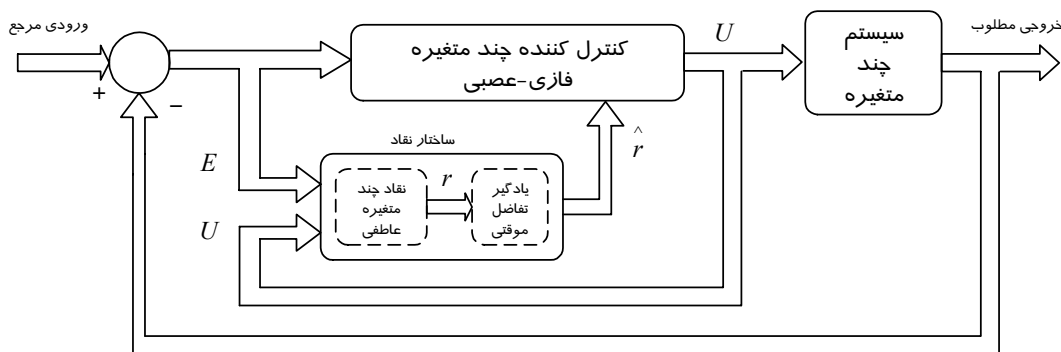 ورودی مرجع
+
−
کنترل کننده چند متغیره
فازی-عصبی
U
سیستم
چند
متغیره
خروجی مطلوب
r̂
ساختار نقاد
E
U
نقاد چند
متغیره
عاطفی
r
یادگیر
تفاضل
موقتی